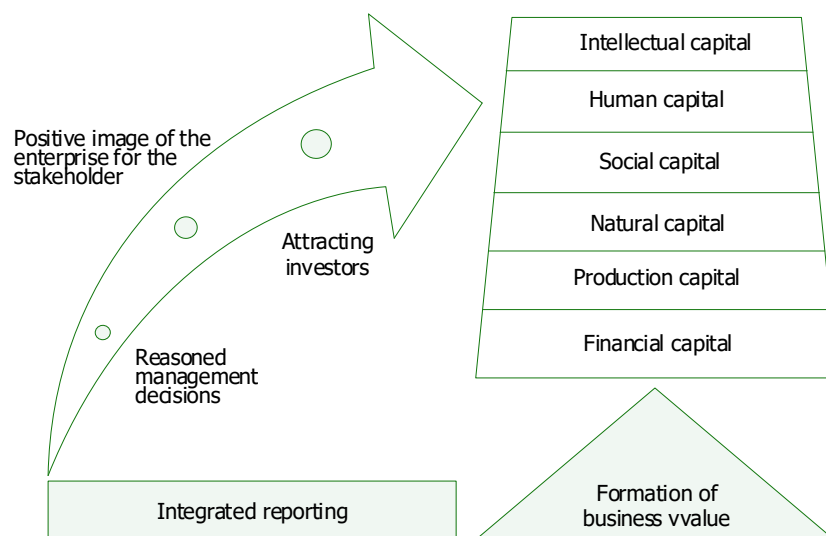 Positive image of the
enterprise for the
stakeholder
Attracting
investors
Reasoned
management
decisions
Integrated reporting
Intellectual capital
Human capital
Social capital
Natural capital
Production capital
Financial capital
Formation of
business vvalue